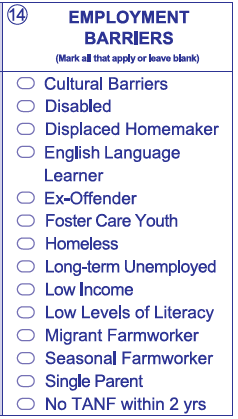 14 EMPLOYMENT
BARRIERS
(Mark all that apply or leave blank)
Cultural Barriers
Disabled
Displaced Homemaker
English Language
Learner
Ex-Offender
Foster Care Youth
Homeless
Long-term Unemployed
Low Income
Low Levels of Literacy
Migrant Farmworker
Seasonal Farmworker
Single Parent
No TANF within 2 yrs